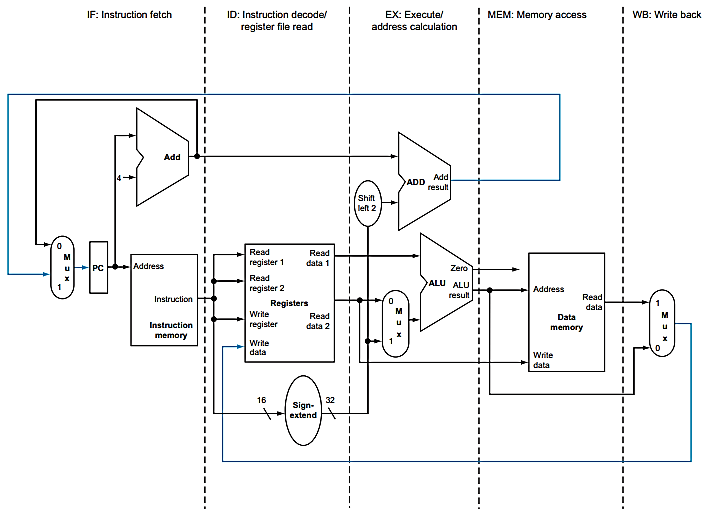 IF: Instruction fetch
ID: Instruction decode/
register file read
EX: Execute/
address calculation
MEM: Memory access
WB: Write back
Add
4
ADD
Add
result
Shift
left 2
0
M
u
x
1
PC
Address
Instruction
Instruction
memory
Read
register 1
Read
register 2
Registers
Write
register
Write
data
Read
data 1
Read
data 2
0
M
u
x
1
ALU
Zero
ALU
result
Address
Read
data
Data
memory
Write
data
1
M
u
x
0
16
Sign-
extend
32